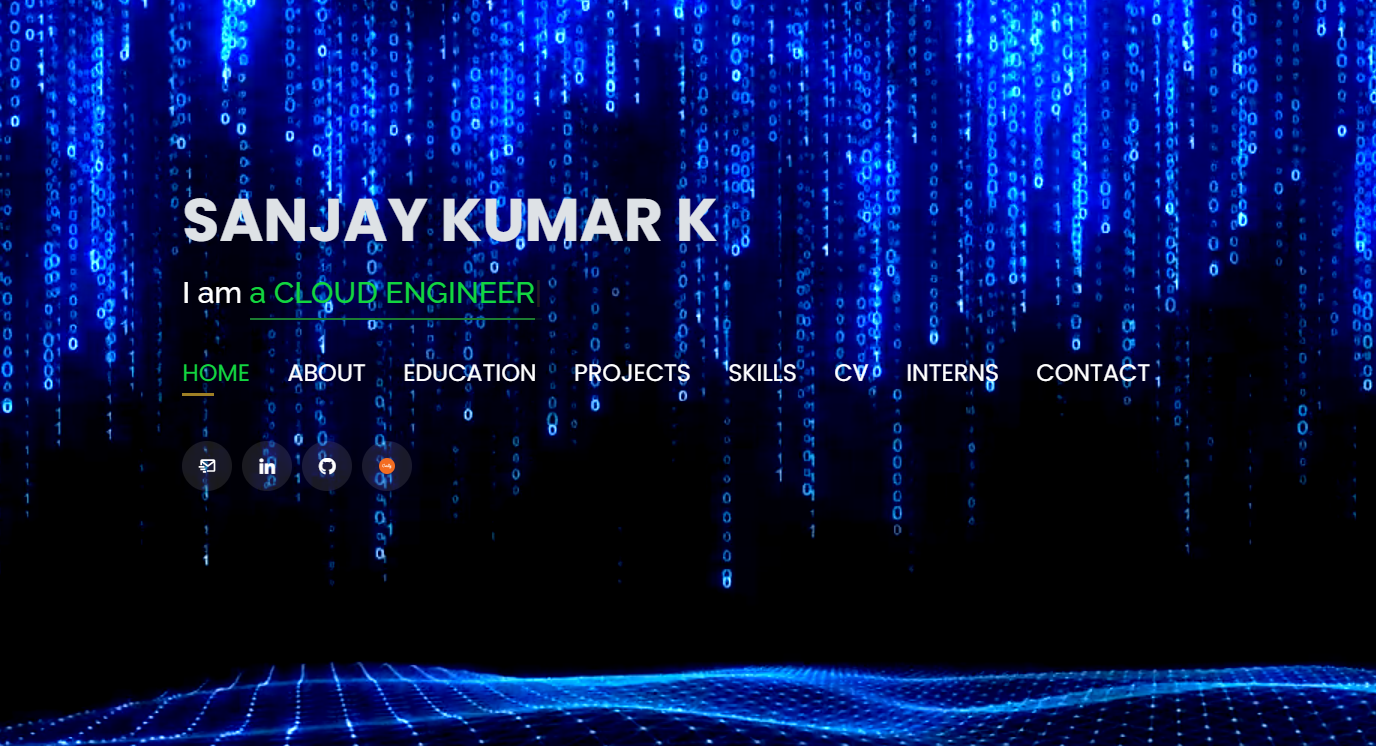 SANJAY KUMAR K
I am a CLOUD ENGINEER
HOME ABOUT EDUCATION PROJECTS SKILLS CV INTERNS CONTACT